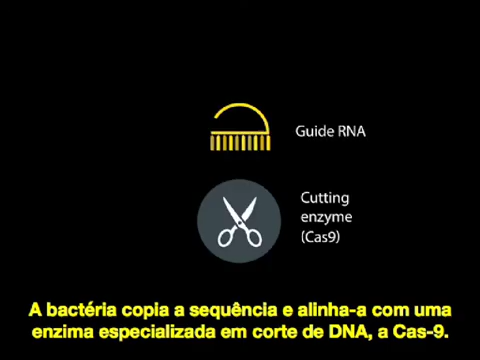 Guide RNA
Cutting
enzyme
(Cas9)
A bactéria copia a sequência e alinha-a com uma
enzima especializada em corte de DNA, a Cas-9.